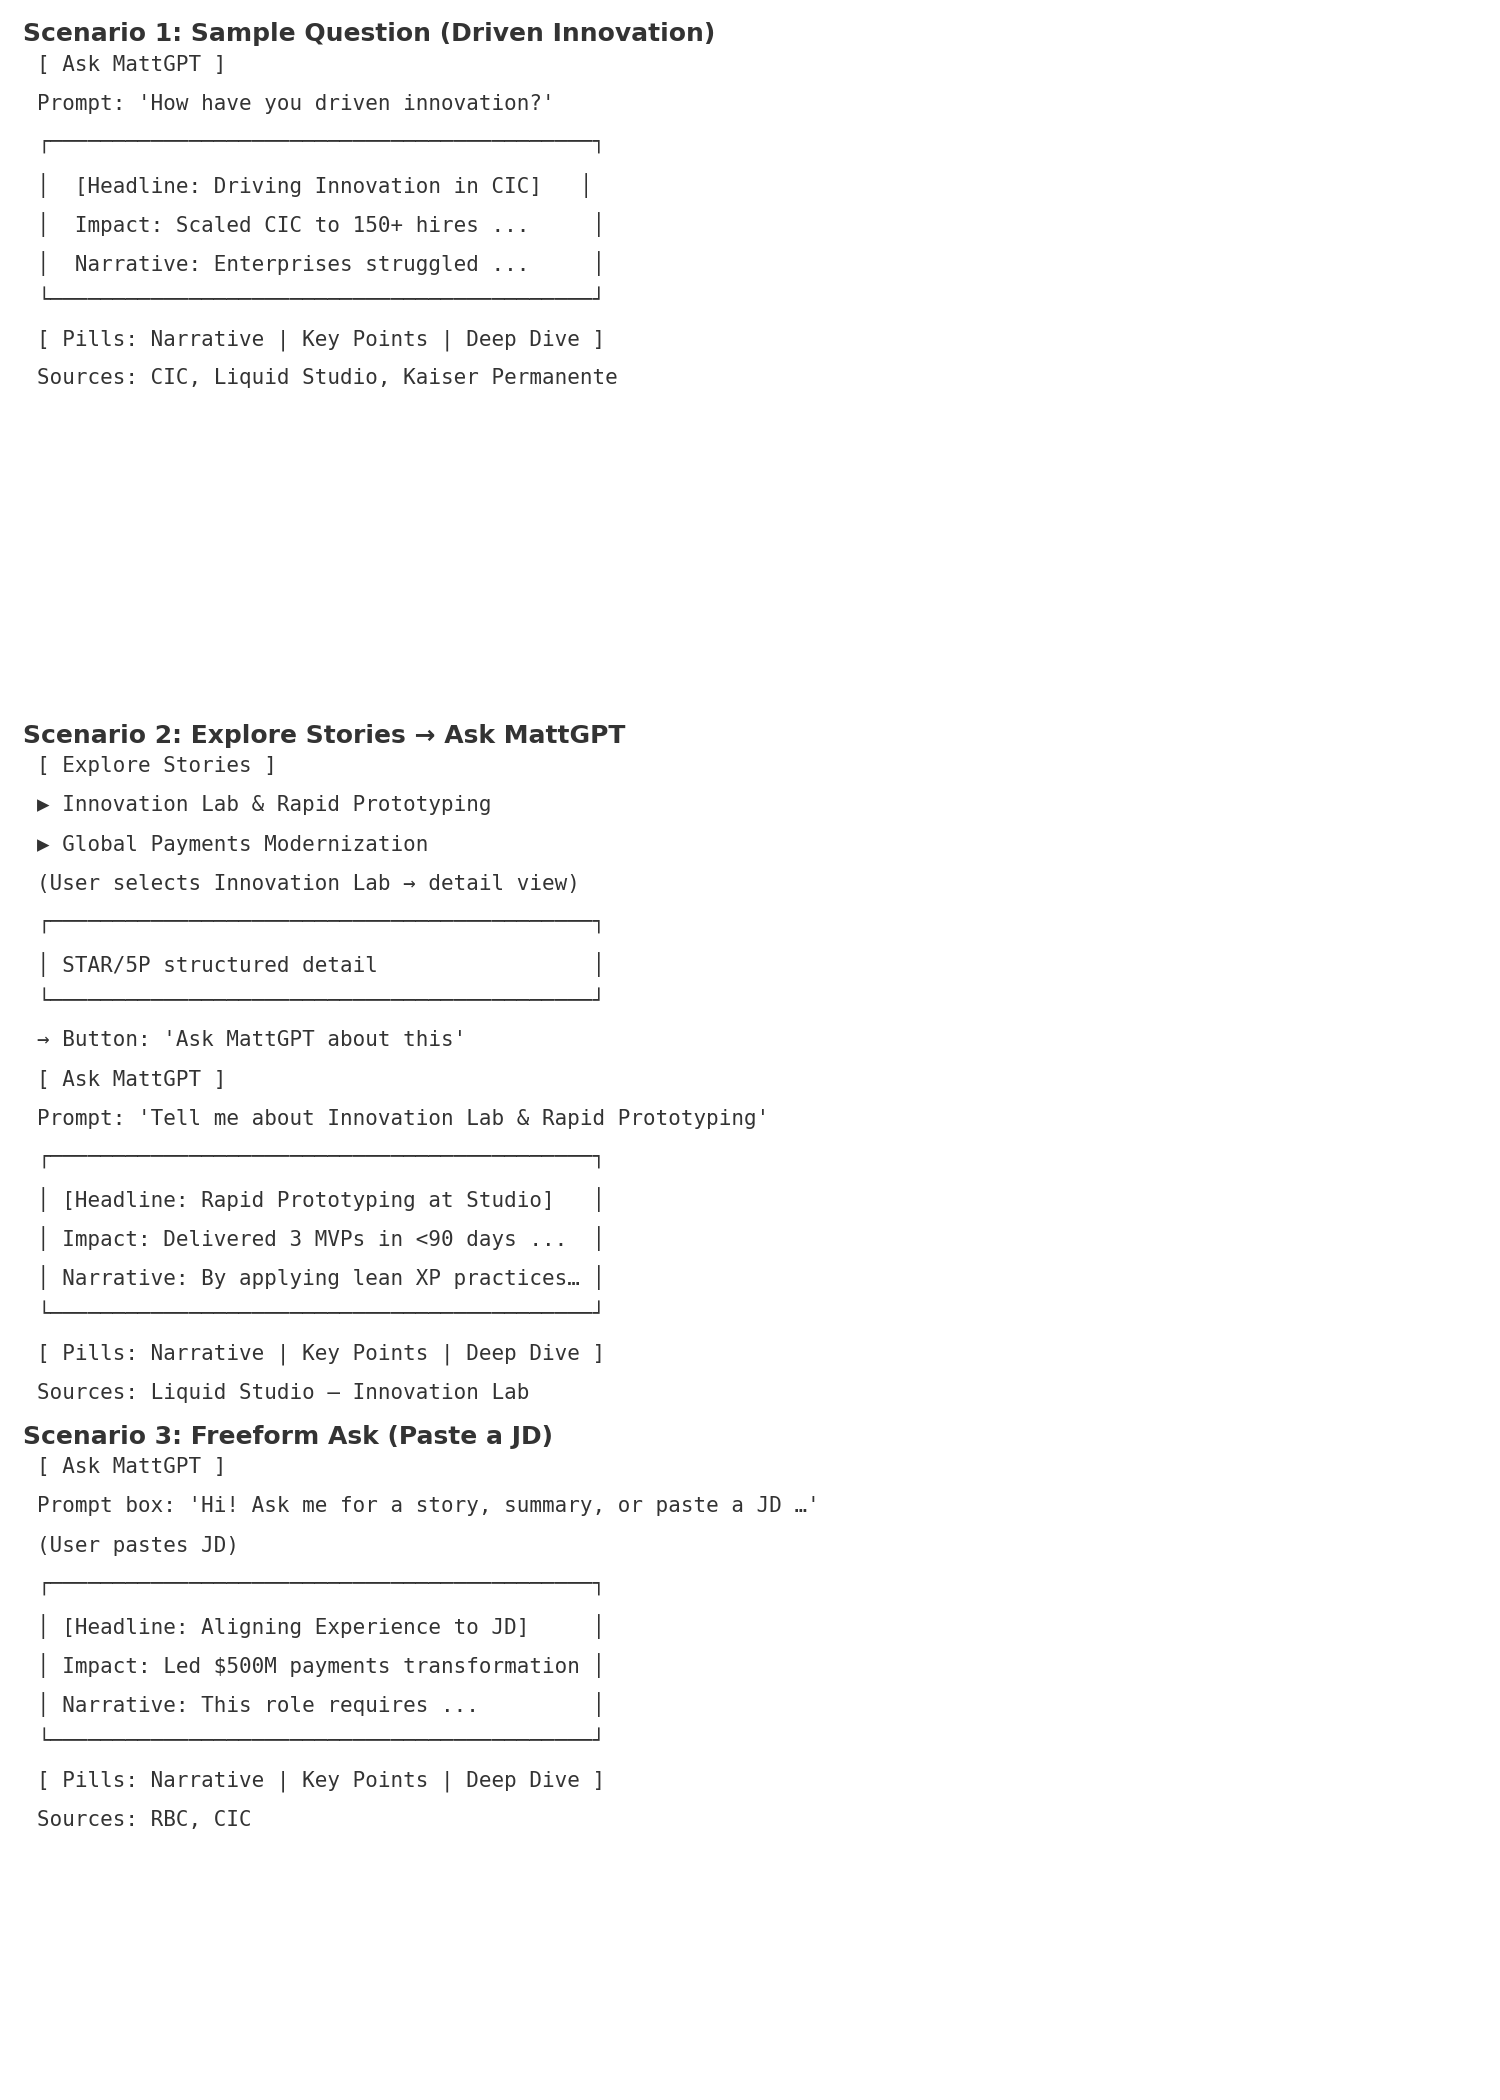 Scenario 1: Sample Question (Driven Innovation)
[ Ask MattGPT ]
Prompt: 'How have you driven innovation?'
┌───────────────────────────────────────────┐
│  [Headline: Driving Innovation in CIC]   │
│  Impact: Scaled CIC to 150+ hires ...     │
│  Narrative: Enterprises struggled ...     │
└───────────────────────────────────────────┘
[ Pills: Narrative | Key Points | Deep Dive ]
Sources: CIC, Liquid Studio, Kaiser Permanente
Scenario 2: Explore Stories → Ask MattGPT
[ Explore Stories ]
▶ Innovation Lab & Rapid Prototyping
▶ Global Payments Modernization
(User selects Innovation Lab → detail view)
┌───────────────────────────────────────────┐
│ STAR/5P structured detail                 │
└───────────────────────────────────────────┘
→ Button: 'Ask MattGPT about this'
[ Ask MattGPT ]
Prompt: 'Tell me about Innovation Lab & Rapid Prototyping'
┌───────────────────────────────────────────┐
│ [Headline: Rapid Prototyping at Studio]   │
│ Impact: Delivered 3 MVPs in <90 days ...  │
│ Narrative: By applying lean XP practices… │
└───────────────────────────────────────────┘
[ Pills: Narrative | Key Points | Deep Dive ]
Sources: Liquid Studio – Innovation Lab
Scenario 3: Freeform Ask (Paste a JD)
[ Ask MattGPT ]
Prompt box: 'Hi! Ask me for a story, summary, or paste a JD …'
(User pastes JD)
┌───────────────────────────────────────────┐
│ [Headline: Aligning Experience to JD]     │
│ Impact: Led $500M payments transformation │
│ Narrative: This role requires ...         │
└───────────────────────────────────────────┘
[ Pills: Narrative | Key Points | Deep Dive ]
Sources: RBC, CIC